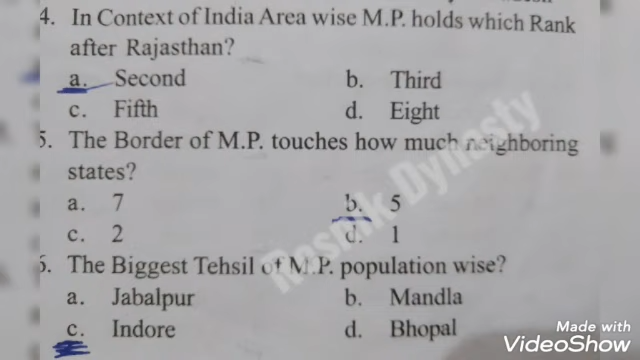 4. In Context of India Area wise M.P. holds which Rank
after Rajasthan?
a. Second b. Third
c. Fifth d. Eight
5. The Border of M.P. touches how much neighboring
states?
a. 7 b. 5
c. 2 d. 1
6. The Biggest Tehsil of M.P. population wise?
a. Jabalpur b. Mandla
c. Indore d. Bhopal
Dynasty
Made with
VideoShow